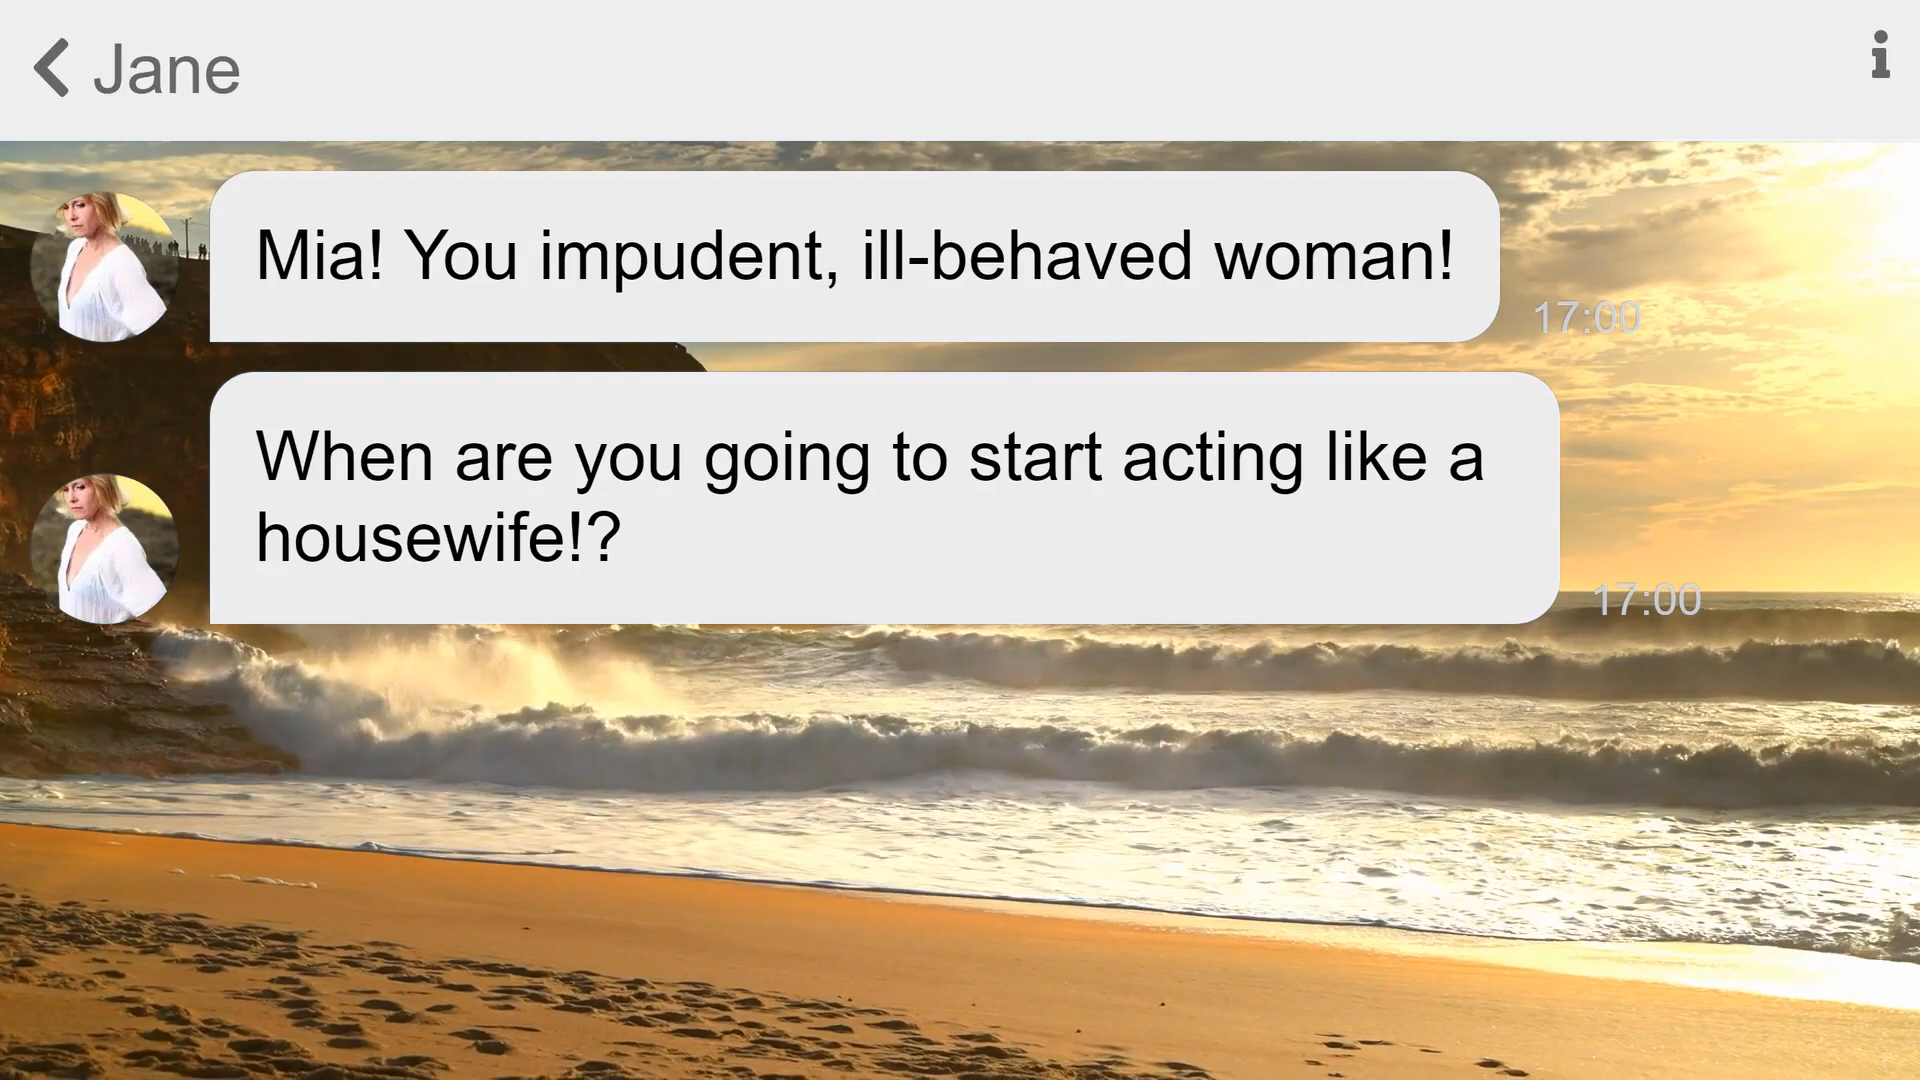 Jane
Mia! You impudent, ill-behaved woman!
17:00
When are you going to start acting like a
housewife!?
17:00